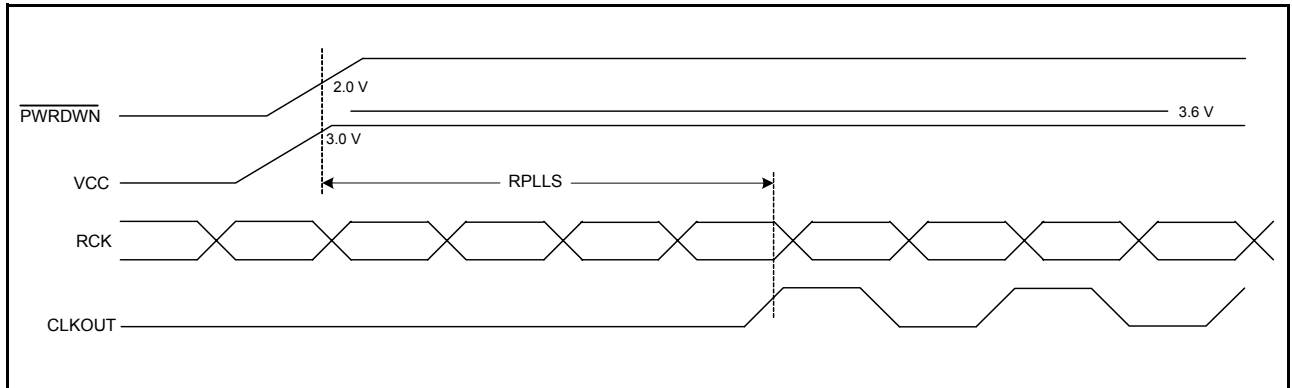 2.0 V
PWRDWN
3.6 V
3.0 V
VCC
RPLLS
RCK
CLKOUT